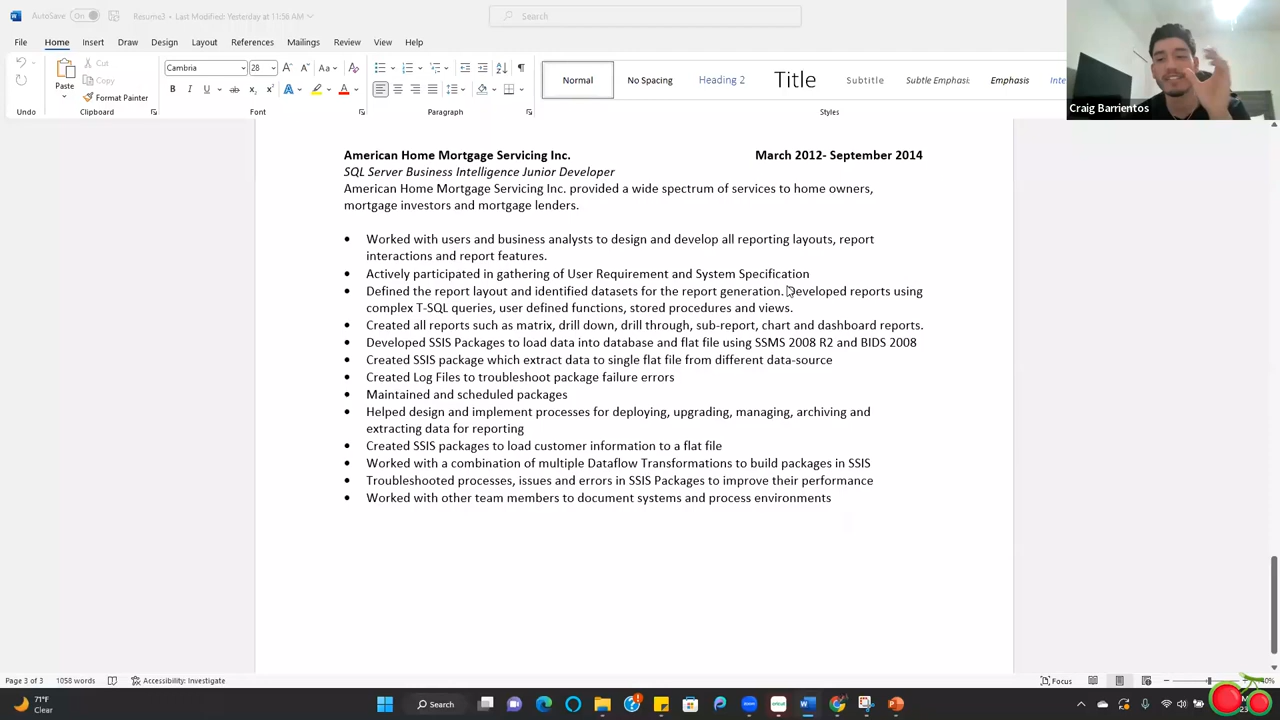 AutoSave On Resume3 • Last Modified: Yesterday at 11:56 AM
Search
File Home Insert Draw Design Layout References Mailings Review View Help
Paste
Cut
Copy
Format Painter
Cambria 28
Normal
No Spacing
Heading 2
Title
Subtitle
Subtle Emphasis
Emphasis
Undo Clipboard Font Paragraph Styles
Craig Barrientos
American Home Mortgage Servicing Inc. March 2012- September 2014
SQL Server Business Intelligence Junior Developer
American Home Mortgage Servicing Inc. provided a wide spectrum of services to home owners,
mortgage investors and mortgage lenders.
• Worked with users and business analysts to design and develop all reporting layouts, report
interactions and report features.
• Actively participated in gathering of User Requirement and System Specification
• Defined the report layout and identified datasets for the report generation. Developed reports using
complex T-SQL queries, user defined functions, stored procedures and views.
• Created all reports such as matrix, drill down, drill through, sub-report, chart and dashboard reports.
• Developed SSIS Packages to load data into database and flat file using SSMS 2008 R2 and BIDS 2008
• Created SSIS package which extract data to single flat file from different data-source
• Created Log Files to troubleshoot package failure errors
• Maintained and scheduled packages
• Helped design and implement processes for deploying, upgrading, managing, archiving and
extracting data for reporting
• Created SSIS packages to load customer information to a flat file
• Worked with a combination of multiple Dataflow Transformations to build packages in SSIS
• Troubleshooted processes, issues and errors in SSIS Packages to improve their performance
• Worked with other team members to document systems and process environments
Page 3 of 3 1058 words Accessibility: Investigate Focus
71°F
Clear
Search